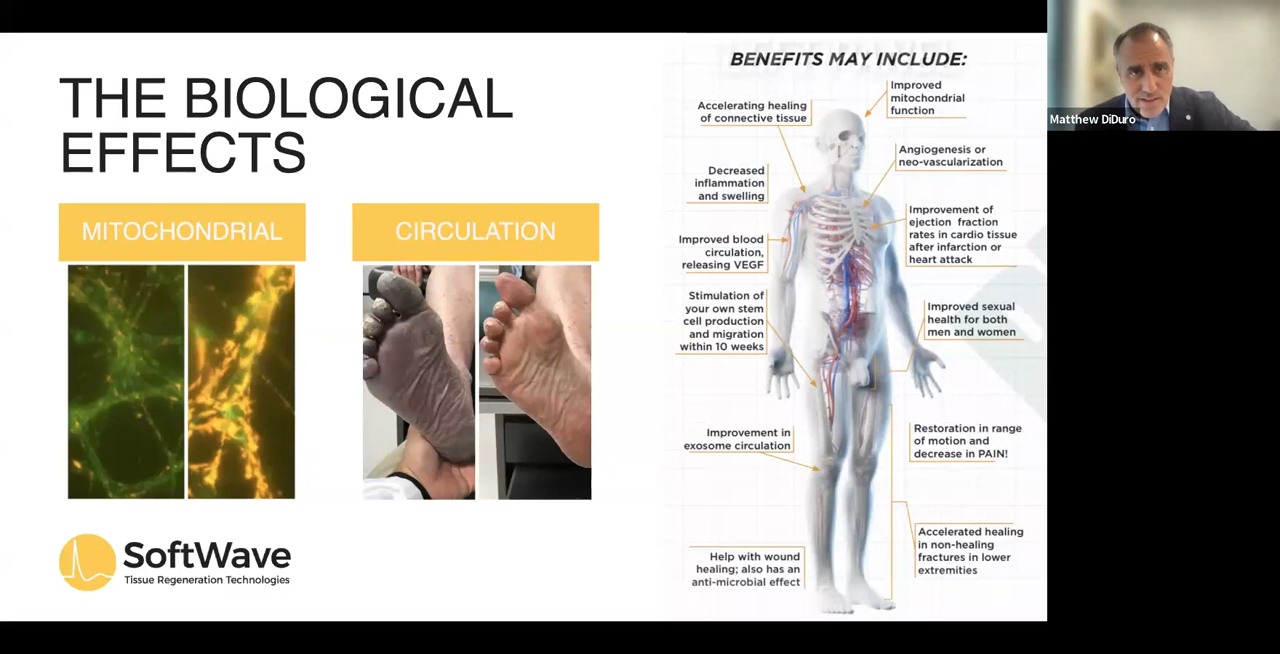 THE BIOLOGICAL
EFFECTS
MITOCHONDRIAL
CIRCULATION
SoftWave
Tissue Regeneration Technologies
BENEFITS MAY INCLUDE:
Improved
mitochondrial
function
Accelerating healing
of connective tissue
Angiogenesis or
neo-vascularization
Decreased
inflammation
and swelling
Improvement of
ejection fraction
rates in cardio tissue
after infarction or
heart attack
Improved blood
circulation,
releasing VEGF
Stimulation of
your own stem
cell production
and migration
within 10 weeks
Improved sexual
health for both
men and women
Improvement in
exosome circulation
Restoration in range
of motion and
decrease in PAIN!
Accelerated healing
in non-healing
fractures in lower
extremities
Help with wound
healing; also has an
anti-microbial effect
Matthew DiDuro